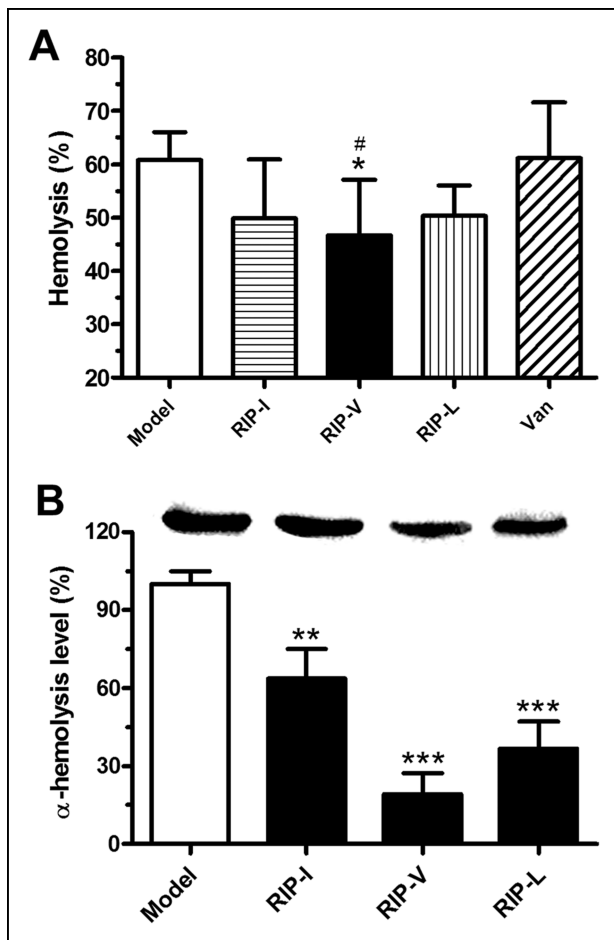 A
Hemolysis (%)
80
70
60
50
40
30
20
#
*
Model
RIP-I
RIP-V
RIP-L
Van
B
α-hemolysis level (%)
120
90
60
30
0
**
***
***
Model
RIP-I
RIP-V
RIP-L